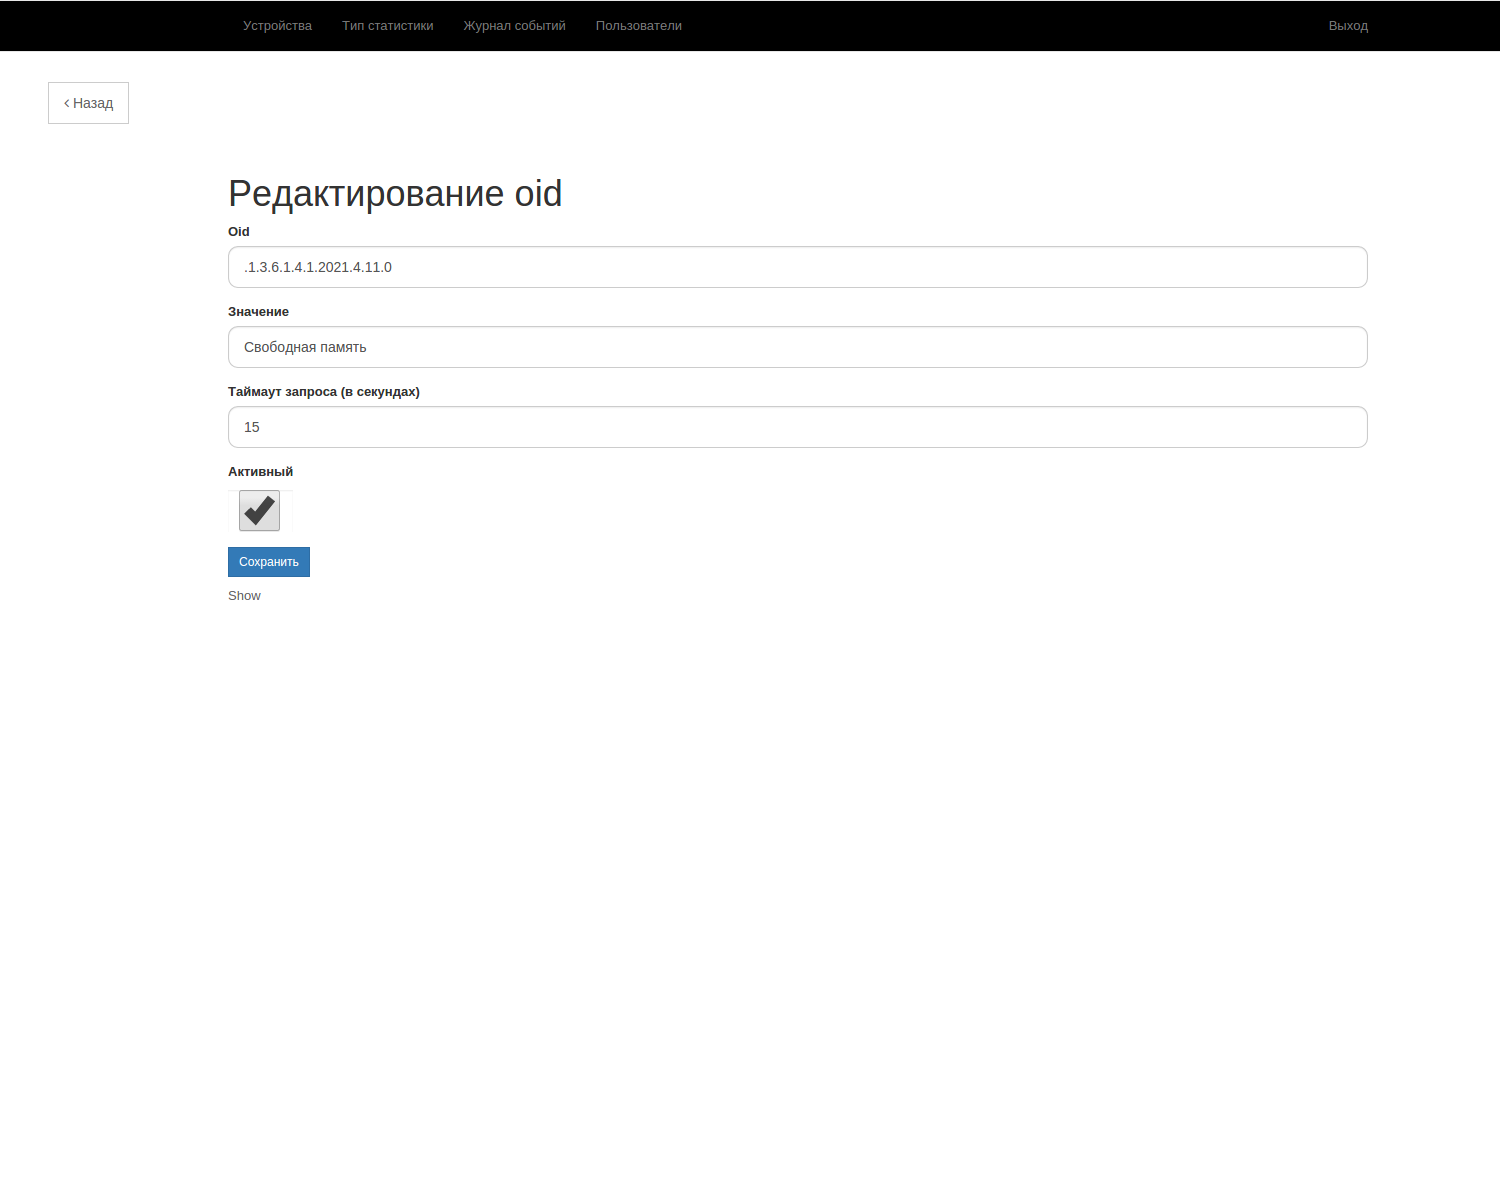 Устройства Тип статистики Журнал событий Пользователи Выход
Назад
Редактирование oid
Oid
.1.3.6.1.4.1.2021.4.11.0
Значение
Свободная память
Таймаут запроса (в секундах)
15
Активный
Сохранить
Show